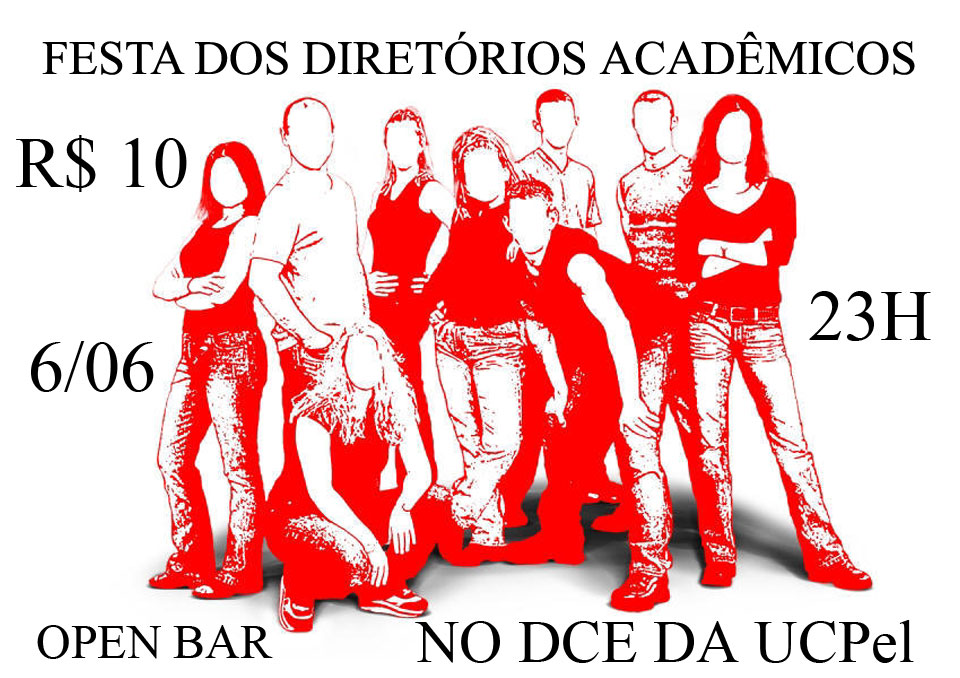 FESTA DOS DIRETÓRIOS ACADÊMICOS
R$ 10
23H
6/06
OPEN BAR
NO DCE DA UCPel